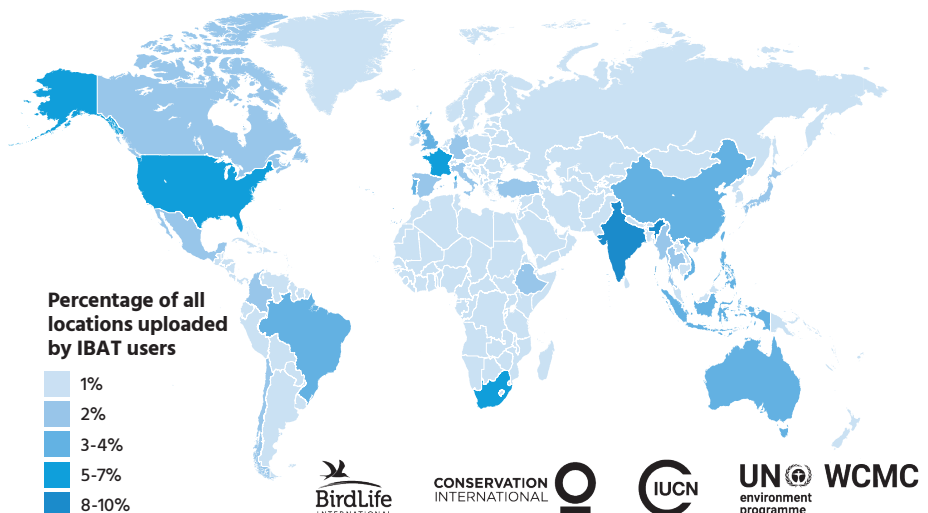 Percentage of all
locations uploaded
by IBAT users
1%
2%
3-4%
5-7%
8-10%
BirdLife
INTERNATIONAL
CONSERVATION
INTERNATIONAL
IUCN
UN WCMC
environment
programme